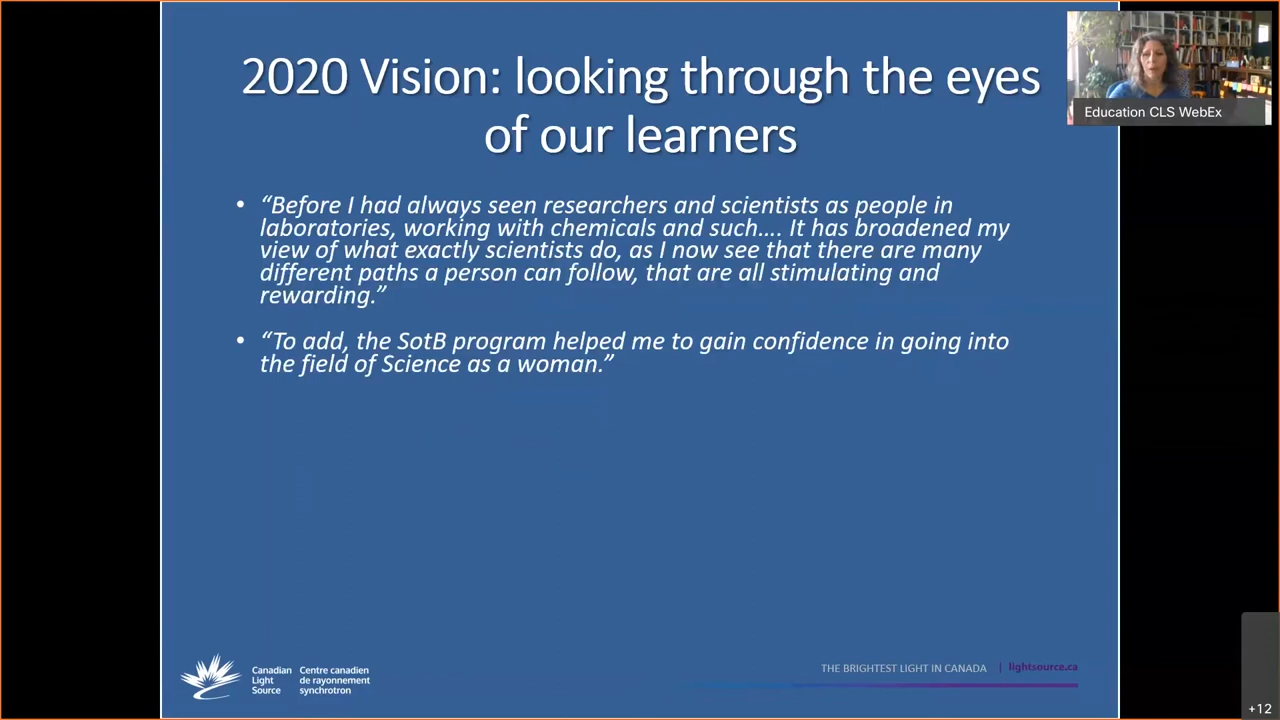 2020 Vision: looking through the eyes
of our learners
Education CLS WebEx
• “Before I had always seen researchers and scientists as people in
laboratories, working with chemicals and such…. It has broadened my
view of what exactly scientists do, as I now see that there are many
different paths a person can follow, that are all stimulating and
rewarding.”
• “To add, the SotB program helped me to gain confidence in going into
the field of Science as a woman.”
Canadian
Light
Source
Centre canadien
de rayonnement
synchrotron
THE BRIGHTEST LIGHT IN CANADA | lightsource.ca
+12